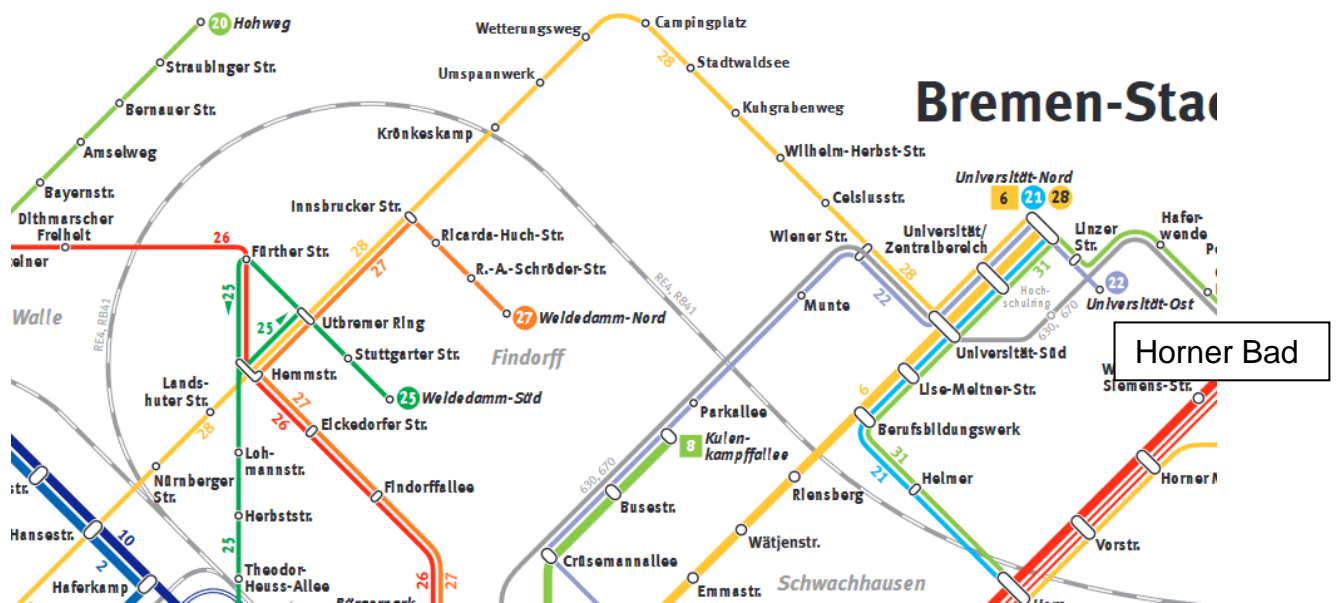 20 Hohweg
Straubinger Str.
Bernauer Str.
Amselweg
Bayernstr.
Dithmarscher
Freiheit
26
Fürther Str.
25
25
Walle
RE4, RB41
Wetterungsweg
Umspannwerk
Krönkeskamp
Innsbrucker Str.
28
27
Ricarda-Huch-Str.
R.-A.-Schröder-Str.
27 Weidedamm-Nord
Utbremer Ring
Stuttgarter Str.
Findorff
25 Weidedamm-Süd
Hemmstr.
Lands-
huter Str.
28
27
26
Eickedorfer Str.
Loh-
mannstr.
Nürnberger
Str.
Findorffallee
Herbststr.
Hansestr.
10
2
25
Theodor-
Heuss-Allee
Haferkamp
26
27
Campingplatz
28
Stadtwaldsee
Kuhgrabenweg
Wilhelm-Herbst-Str.
Celsiusstr.
Wiener Str.
28
22
RE4, RB41
Munte
Parkallee
8 Kulen-
kampffallee
630, 670
Busestr.
Crüsemannallee
Bremen-Stad
Universität-Nord
6 21 28
Universität/
Zentralbereich
31
Linzer
Str.
Hafer-
wende
Hoch-
schulring
22
Universität-Ost
630, 670
Universität-Süd
Horner Bad
Siemens-Str.
6
Lise-Meltner-Str.
Berufsbildungswerk
31
21
Helmer
Riensberg
Wätjenstr.
Emmastr.
Schwachhausen
Horner
Vorstr.